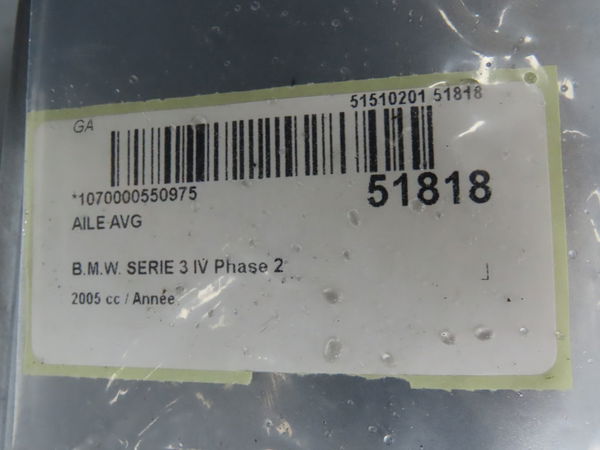 51510201 51818
GA
*1070000550975
51818
AILE AVG
B.M.W. SERIE 3 IV Phase 2
2005 cc / Année